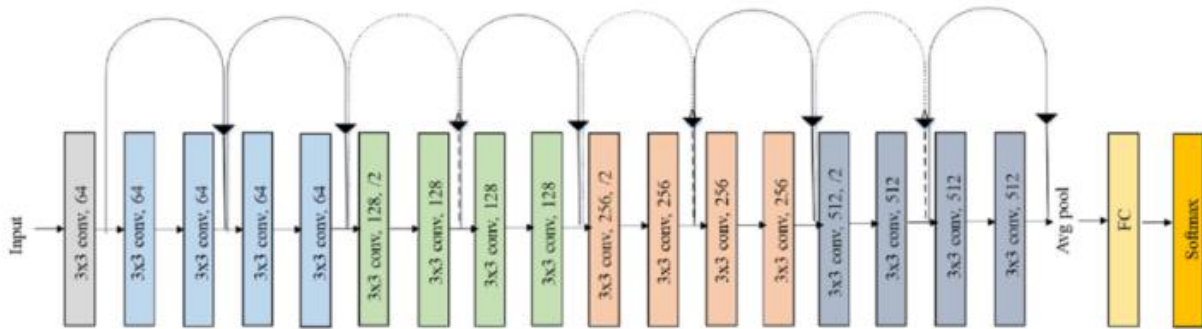 Input
3x3 conv, 64
3x3 conv, 64
3x3 conv, 64
3x3 conv, 64
3x3 conv, 64
3x3 conv, 128, /2
3x3 conv, 128
3x3 conv, 128
3x3 conv, 128
3x3 conv, 256, /2
3x3 conv, 256
3x3 conv, 256
3x3 conv, 256
3x3 conv, 512, /2
3x3 conv, 512
3x3 conv, 512
3x3 conv, 512
Avg pool
FC
Softmax